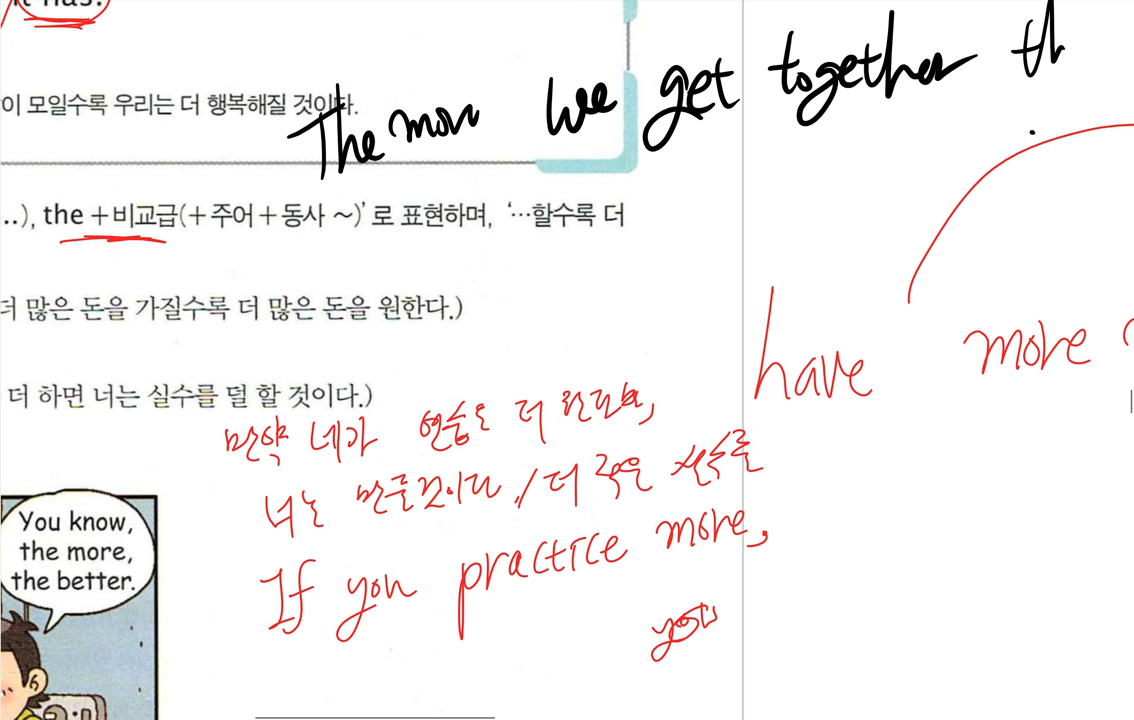 it has.
이 모일수록 우리는 더 행복해질 것이다.
The more we get together th
..), the +비교급(+주어+동사 ~)'로 표현하며, '…할수록 더
더 많은 돈을 가질수록 더 많은 돈을 원한다.)
have more
더 하면 너는 실수를 덜 할 것이다.)
만약 네가 연습을 더 한다면,
너는 만들것이다 / 더 적은 실수를
If you practice more,
you
You know,
the more,
the better.